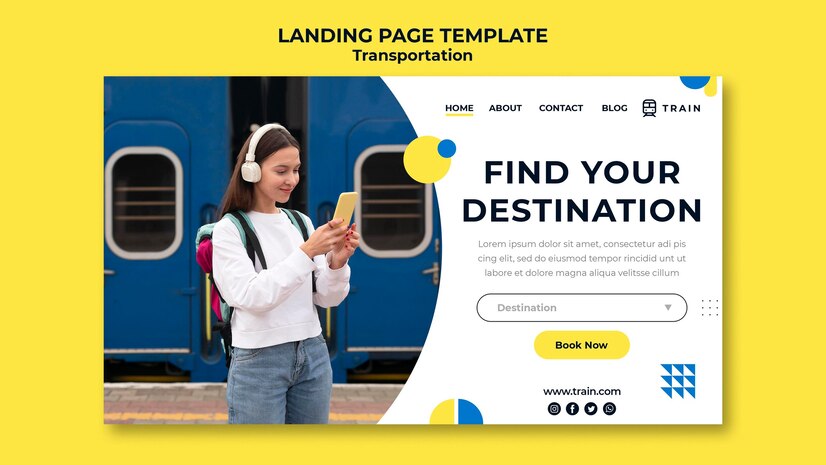 LANDING PAGE TEMPLATE
Transportation
HOME ABOUT CONTACT BLOG TRAIN
FIND YOUR
DESTINATION
Lorem ipsum dolor sit amet, consectetur adi pis
cing elit, sed do eiusmod tempor rincidid unt ut
labore et dolore magna aliqua velitsse cillum
Destination
Book Now
www.train.com